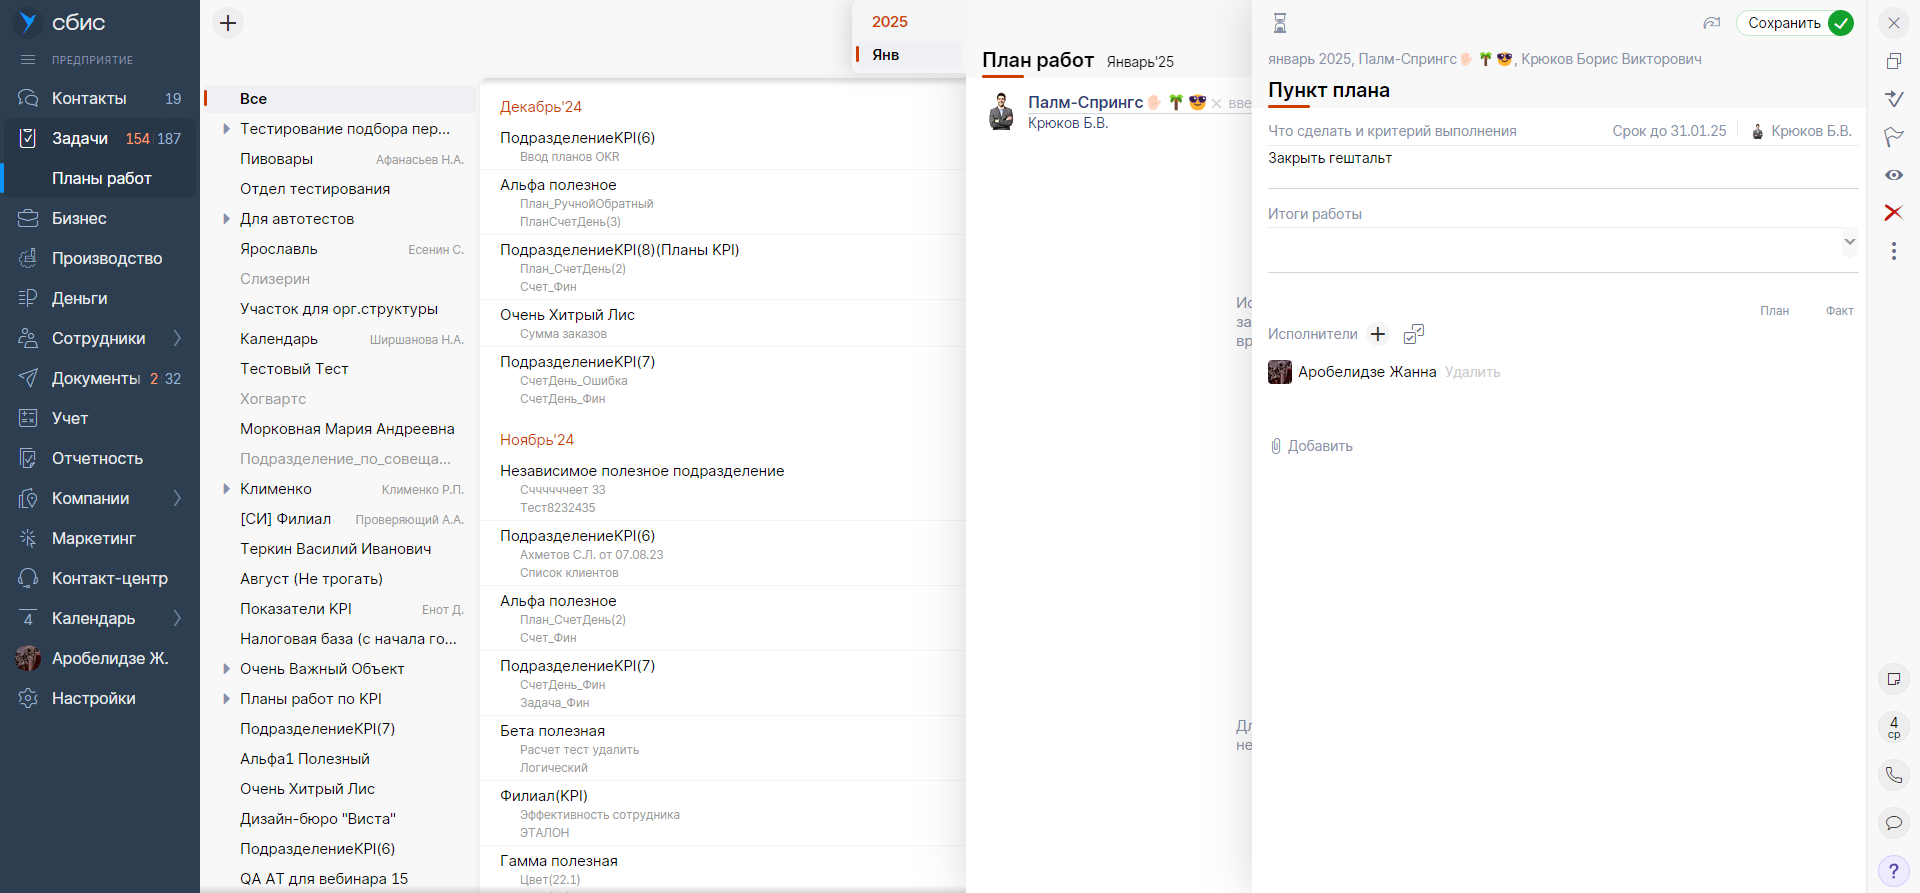 сбис
ПРЕДПРИЯТИЕ
Контакты 19
Задачи 154 187
Планы работ
Бизнес
Производство
Деньги
Сотрудники
Документы 2 32
Учет
Отчетность
Компании
Маркетинг
Контакт-центр
4 Календарь
Аробелидзе Ж.
Настройки
Все
Тестирование подбора пер...
Пивовары Афанасьев Н.А.
Отдел тестирования
Для автотестов
Ярославль Есенин С.
Слизерин
Участок для орг.структуры
Календарь Ширшанова Н.А.
Тестовый Тест
Хогвартс
Морковная Мария Андреевна
Подразделение_по_совеща...
Клименко Клименко Р.П.
[СИ] Филиал Проверяющий А.А.
Теркин Василий Иванович
Август (Не трогать)
Показатели KPI Енот Д.
Налоговая база (с начала го...
Очень Важный Объект
Планы работ по KPI
ПодразделениеKPI(7)
Альфа1 Полезный
Очень Хитрый Лис
Дизайн-бюро "Виста"
ПодразделениеKPI(6)
QA АТ для вебинара 15
2025
Янв
Декабрь'24
ПодразделениеKPI(6)
Ввод планов OKR
Альфа полезное
План_РучнойОбратный
ПланСчетДень(3)
ПодразделениеKPI(8)(Планы KPI)
План_СчетДень(2)
Счет_Фин
Очень Хитрый Лис
Сумма заказов
ПодразделениеKPI(7)
СчетДень_Ошибка
СчетДень_Фин
Ноябрь'24
Независимое полезное подразделение
Счччччеет 33
Тест8232435
ПодразделениеKPI(6)
Ахметов С.Л. от 07.08.23
Список клиентов
Альфа полезное
План_СчетДень(2)
Счет_Фин
ПодразделениеKPI(7)
СчетДень_Фин
Задача_Фин
Бета полезная
Расчет тест удалить
Логический
Филиал(KPI)
Эффективность сотрудника
ЭТАЛОН
Гамма полезная
Цвет(22.1)
План работ Январь'25
Палм-Спрингс✋🏻🌴😎 вве
Крюков Б.В.
Ис
за
вр
Дл
не
Сохранить
январь 2025, Палм-Спрингс✋🏻🌴😎, Крюков Борис Викторович
Пункт плана
Что сделать и критерий выполнения Срок до 31.01.25 Крюков Б.В.
Закрыть гештальт
Итоги работы
План Факт
Исполнители
Аробелидзе Жанна Удалить
Добавить
4
ср
?